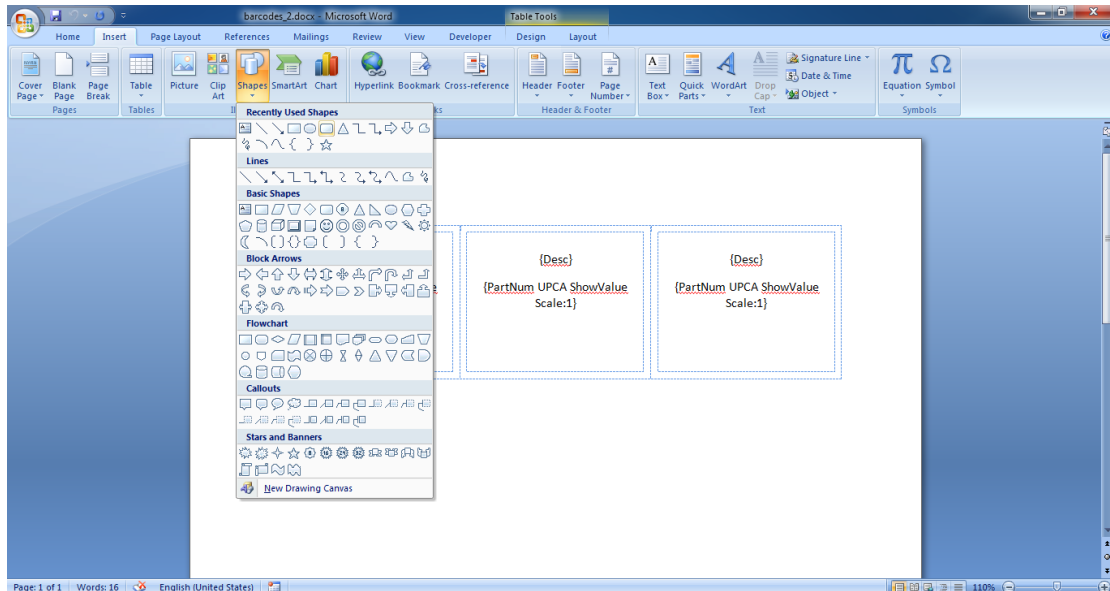 barcodes_2.docx - Microsoft Word
Table Tools
Home Insert Page Layout References Mailings Review View Developer Design Layout
Cover Page
Blank Page
Page Break
Table
Picture
Clip Art
Shapes
SmartArt
Chart
Hyperlink
Bookmark
Cross-reference
Header
Footer
Page Number
Text Box
Quick Parts
WordArt
Drop Cap
Signature Line
Date & Time
Object
Equation
Symbol
Pages
Tables
Header & Footer
Text
Symbols
Recently Used Shapes
Lines
Basic Shapes
Block Arrows
Flowchart
Callouts
Stars and Banners
New Drawing Canvas
{Desc}
{PartNum UPCA ShowValue
Scale:1}
{Desc}
{PartNum UPCA ShowValue
Scale:1}
Page: 1 of 1 Words: 16 English (United States) 110%